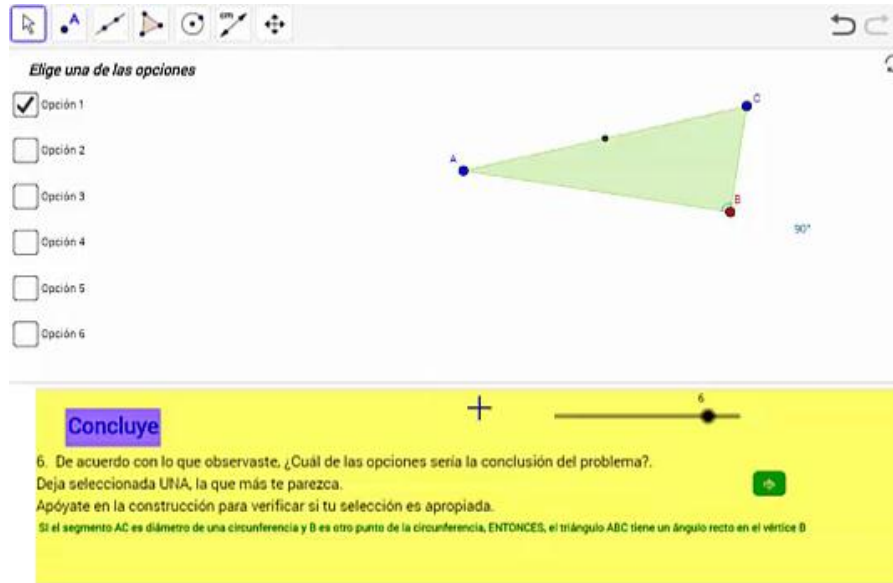 A
cm
Elige una de las opciones
Opción 1
Opción 2
Opción 3
Opción 4
Opción 5
Opción 6
A
C
B
90°
6
Concluye
6. De acuerdo con lo que observaste, ¿Cuál de las opciones sería la conclusión del problema?.
Deja seleccionada UNA, la que más te parezca.
Apóyate en la construcción para verificar si tu selección es apropiada.
SI el segmento AC es diámetro de una circunferencia y B es otro punto de la circunferencia, ENTONCES, el triángulo ABC tiene un ángulo recto en el vértice B